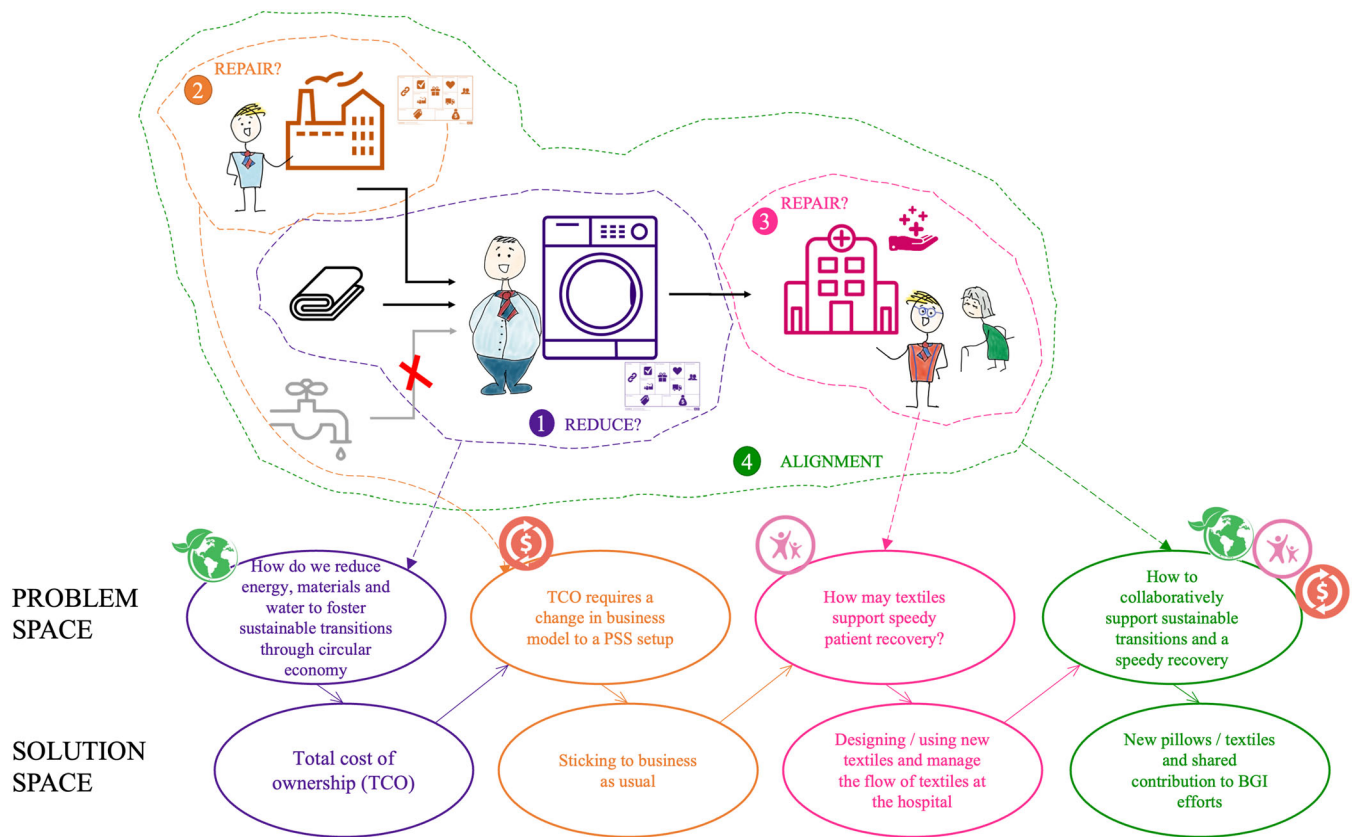 2 REPAIR?
3 REPAIR?
1 REDUCE?
4 ALIGNMENT
PROBLEM
SPACE
How do we reduce
energy, materials and
water to foster
sustainable transitions
through circular
economy
$
TCO requires a
change in business
model to a PSS setup
How may textiles
support speedy
patient recovery?
How to
collaboratively
support sustainable
transitions and a
speedy recovery
$
SOLUTION
SPACE
Total cost of
ownership (TCO)
Sticking to business
as usual
Designing / using new
textiles and manage
the flow of textiles at
the hospital
New pillows / textiles
and shared
contribution to BGI
efforts